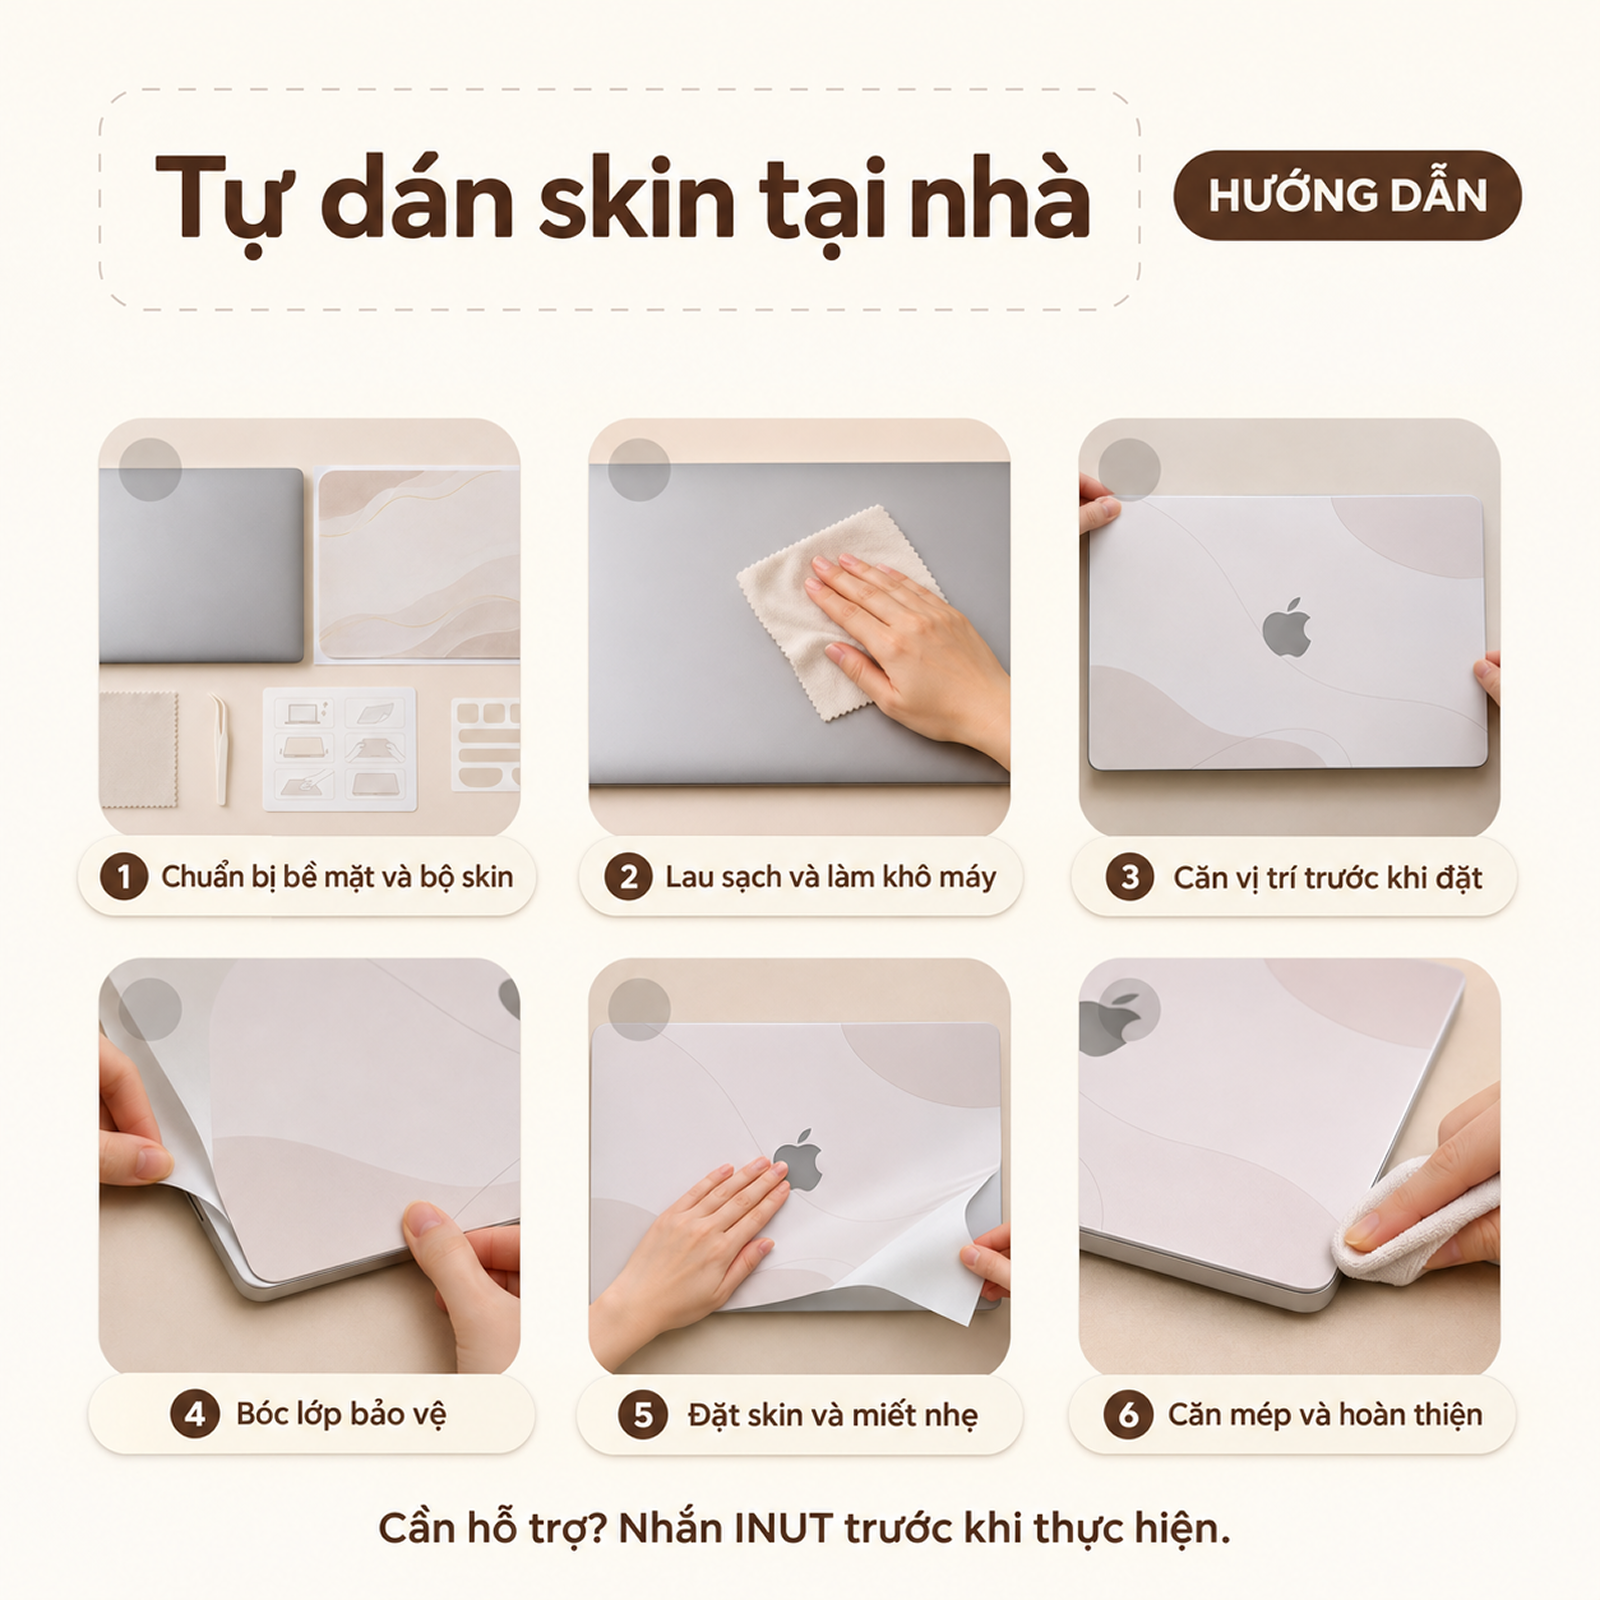 Tự dán skin tại nhà
HƯỚNG DẪN
1 Chuẩn bị bề mặt và bộ skin
2 Lau sạch và làm khô máy
3 Căn vị trí trước khi đặt
4 Bóc lớp bảo vệ
5 Đặt skin và miết nhẹ
6 Căn mép và hoàn thiện
Cần hỗ trợ? Nhắn INUT trước khi thực hiện.